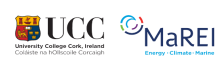 UCC
University College Cork, Ireland
Coláiste na hOllscoile Corcaigh
MaREI
Energy · Climate · Marine